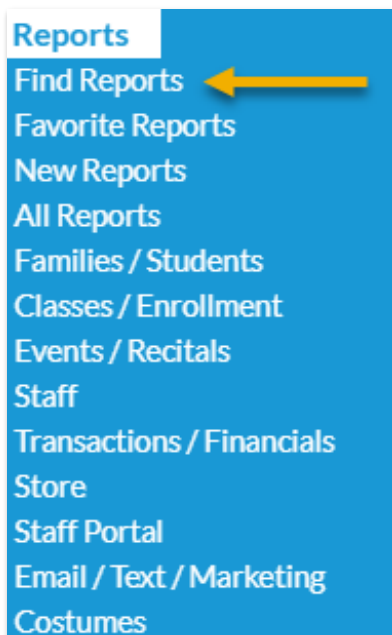 Reports
Find Reports
Favorite Reports
New Reports
All Reports
Families / Students
Classes / Enrollment
Events / Recitals
Staff
Transactions / Financials
Store
Staff Portal
Email / Text / Marketing
Costumes